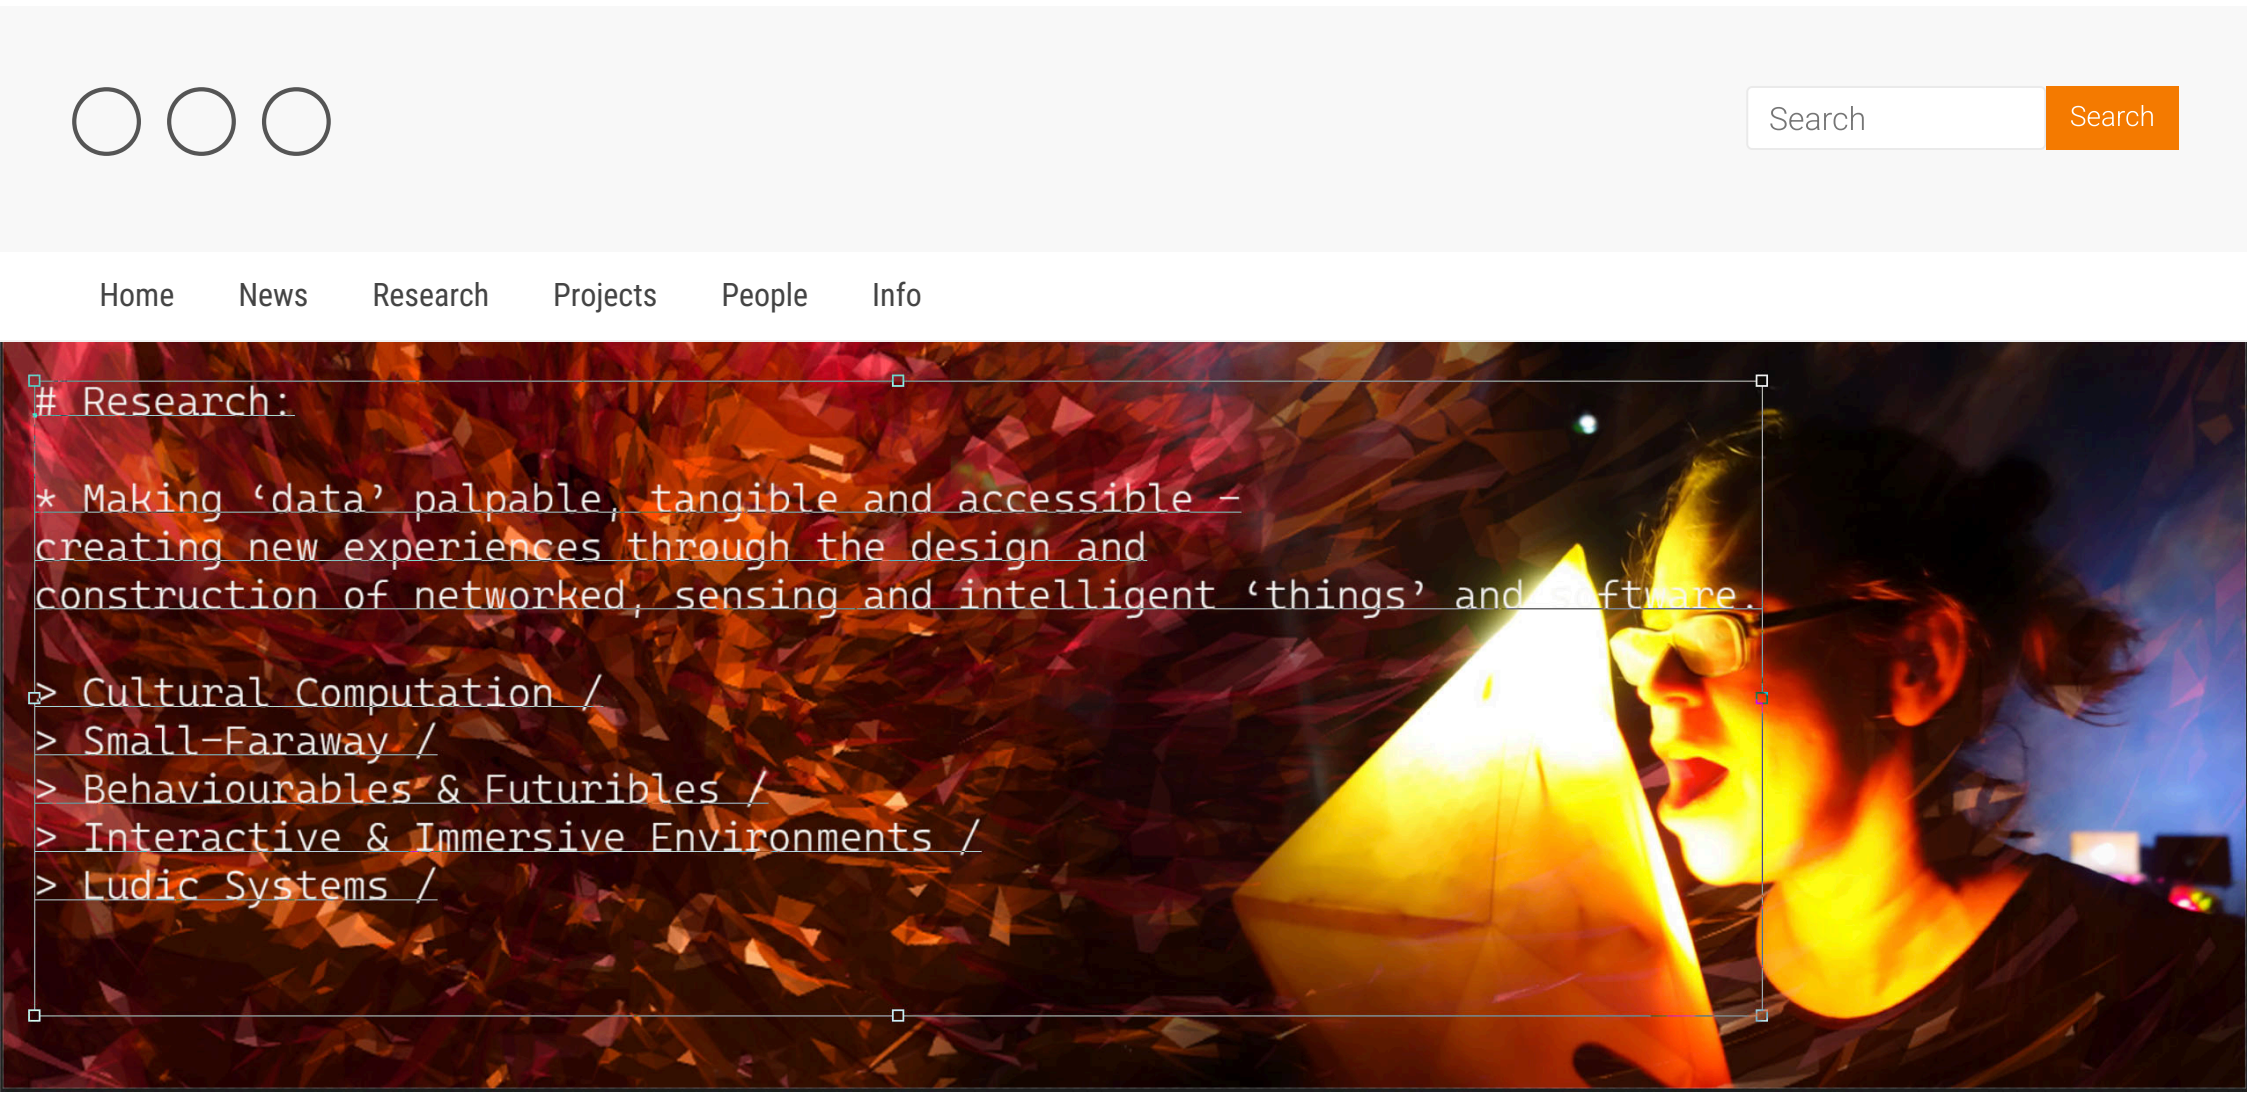 Search Search
Home News Research Projects People Info
# Research:
* Making ‘data’ palpable, tangible and accessible –
creating new experiences through the design and
construction of networked, sensing and intelligent ‘things’ and software.
> Cultural Computation /
> Small–Faraway /
> Behaviourables & Futuribles /
> Interactive & Immersive Environments /
> Ludic Systems /